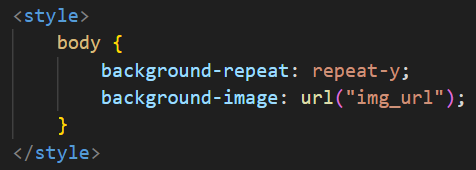 <style>
    body {
        background-repeat: repeat-y;
        background-image: url("img_url");
    }
</style>